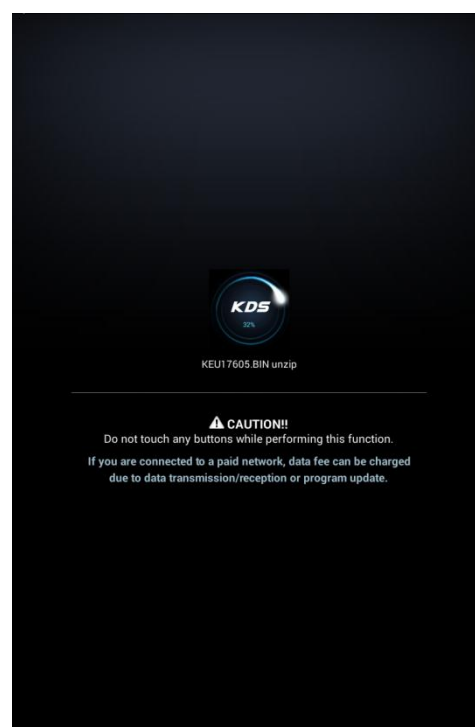 KDS
32%
KEU17605.BIN unzip
CAUTION!!
Do not touch any buttons while performing this function.
If you are connected to a paid network, data fee can be charged
due to data transmission/reception or program update.